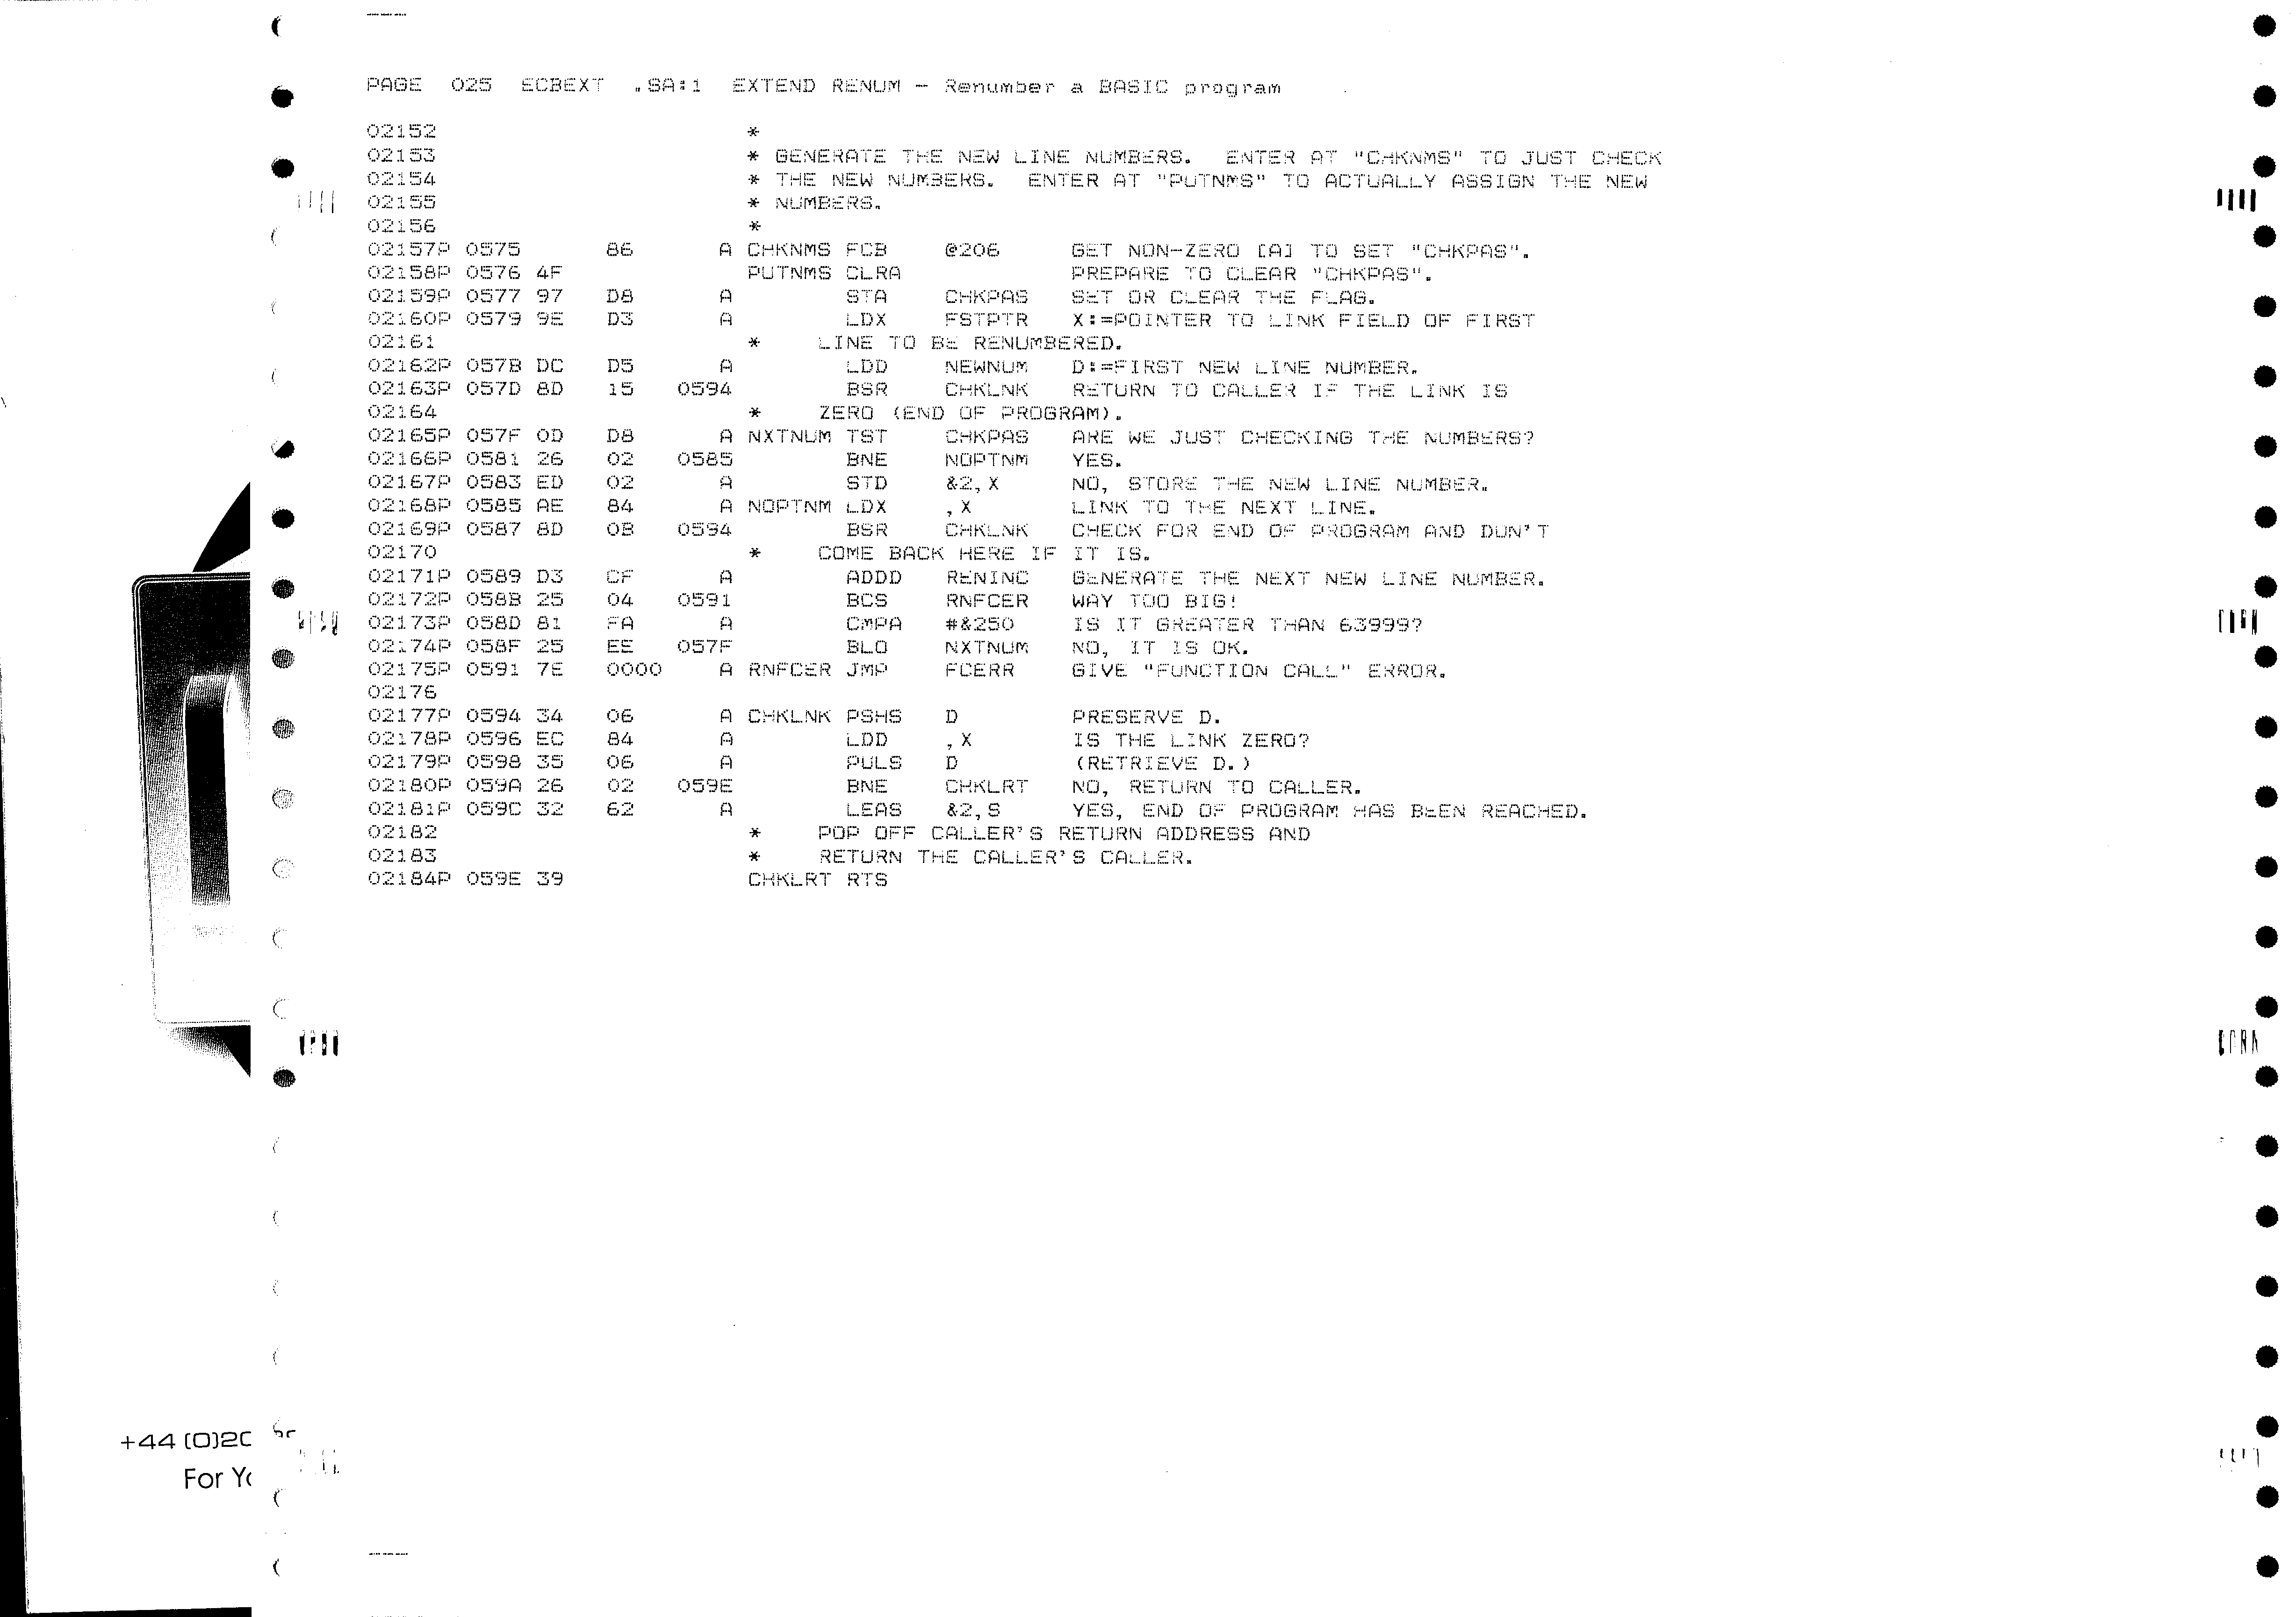 PAGE 025 ECBEXT .SA:1 EXTEND RENUM - Renumber a BASIC program
02152 *
02153 * GENERATE THE NEW LINE NUMBERS. ENTER AT "CHKNMS" TO JUST CHECK
02154 * THE NEW NUMBERS. ENTER AT "PUTNMS" TO ACTUALLY ASSIGN THE NEW
02155 * NUMBERS.
02156 *
02157P 0575 86 A CHKNMS FCB @206 GET NON-ZERO [A] TO SET "CHKPAS".
02158P 0576 4F PUTNMS CLRA PREPARE TO CLEAR "CHKPAS".
02159P 0577 97 D8 A STA CHKPAS SET OR CLEAR THE FLAG.
02160P 0579 9E D3 A LDX FSTPTR X:=POINTER TO LINK FIELD OF FIRST
02161 * LINE TO BE RENUMBERED.
02162P 057B DC D5 A LDD NEWNUM D:=FIRST NEW LINE NUMBER.
02163P 057D 8D 15 0594 BSR CHKLNK RETURN TO CALLER IF THE LINK IS
02164 * ZERO (END OF PROGRAM).
02165P 057F 0D D8 A NXTNUM TST CHKPAS ARE WE JUST CHECKING THE NUMBERS?
02166P 0581 26 02 0585 BNE NOPTNM YES.
02167P 0583 ED 02 A STD &2,X NO, STORE THE NEW LINE NUMBER.
02168P 0585 AE 84 A NOPTNM LDX ,X LINK TO THE NEXT LINE.
02169P 0587 8D 0B 0594 BSR CHKLNK CHECK FOR END OF PROGRAM AND DON'T
02170 * COME BACK HERE IF IT IS.
02171P 0589 D3 CF A ADDD RENINC GENERATE THE NEXT NEW LINE NUMBER.
02172P 058B 25 04 0591 BCS RNFCER WAY TOO BIG!
02173P 058D 81 FA A CMPA #&250 IS IT GREATER THAN 63999?
02174P 058F 25 EE 057F BLO NXTNUM NO, IT IS OK.
02175P 0591 7E 0000 A RNFCER JMP FCERR GIVE "FUNCTION CALL" ERROR.
02176
02177P 0594 34 06 A CHKLNK PSHS D PRESERVE D.
02178P 0596 EC 84 A LDD ,X IS THE LINK ZERO?
02179P 0598 35 06 A PULS D (RETRIEVE D.)
02180P 059A 26 02 059E BNE CHKLRT NO, RETURN TO CALLER.
02181P 059C 32 62 A LEAS &2,S YES, END OF PROGRAM HAS BEEN REACHED.
02182 * POP OFF CALLER'S RETURN ADDRESS AND
02183 * RETURN THE CALLER'S CALLER.
02184P 059E 39 CHKLRT RTS
+44 (0)20
For Yo